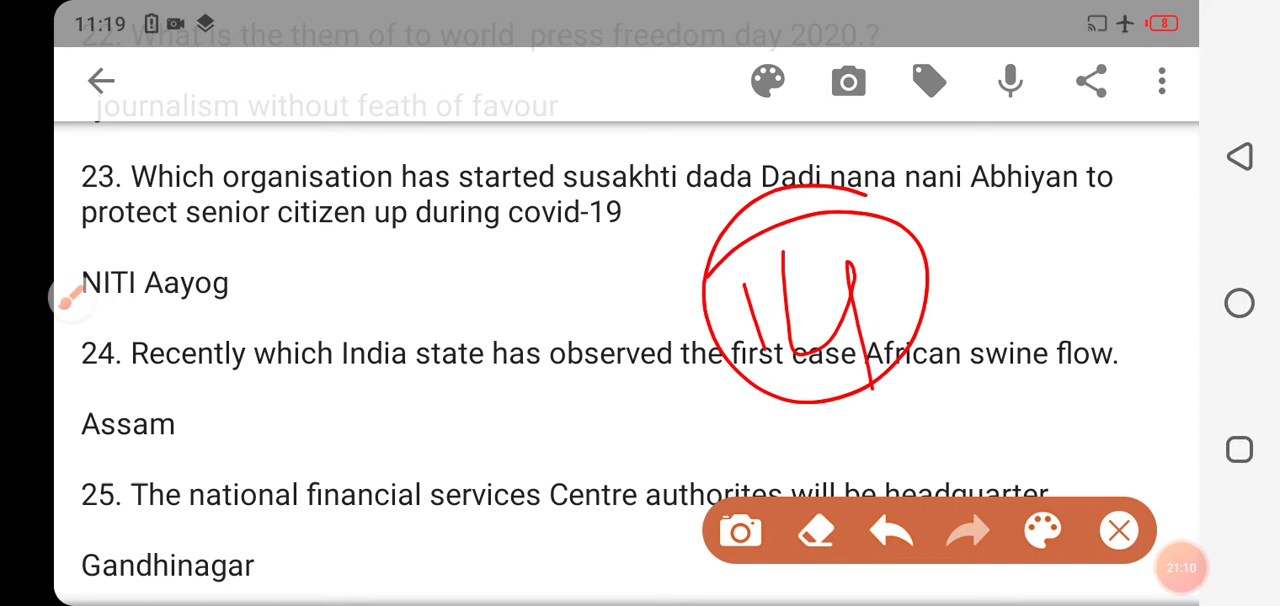 11:19
8
22. What is the them of to world press freedom day 2020.?
journalism without feath of favour
23. Which organisation has started susakhti dada Dadi nana nani Abhiyan to
protect senior citizen up during covid-19
NITI Aayog
24. Recently which India state has observed the first case African swine flow.
Assam
25. The national financial services Centre authorites will be headquarter
Gandhinagar
14
21:10